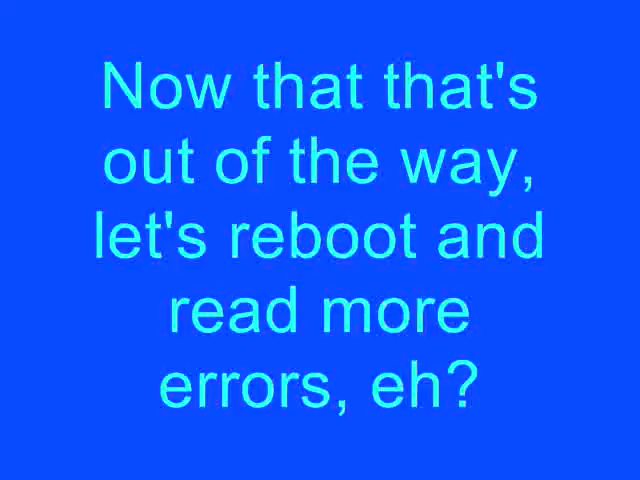 Now that that's
out of the way,
let's reboot and
read more
errors, eh?